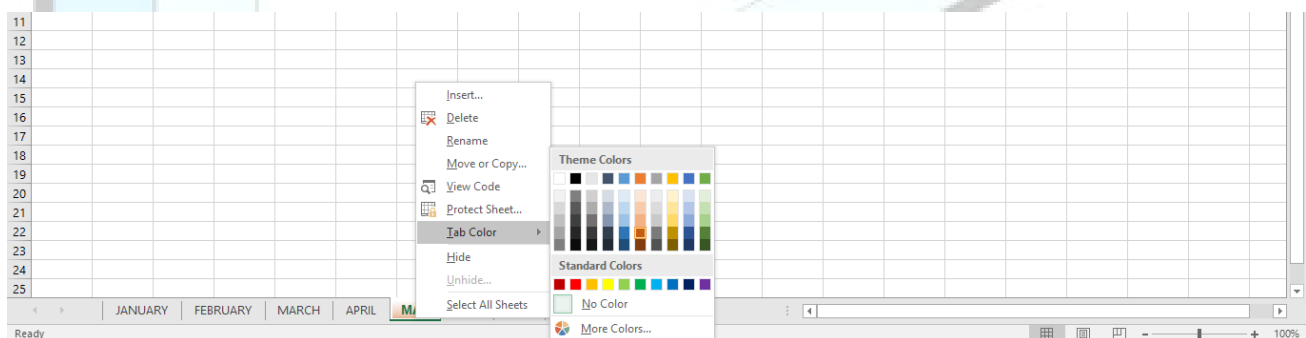 11
12
13
14
15
Insert...
16
Delete
17
Rename
18
Move or Copy...
Theme Colors
19
View Code
20
21
Protect Sheet...
22
Tab Color
23
Hide
24
Unhide...
Standard Colors
25
Select All Sheets
No Color
JANUARY FEBRUARY MARCH APRIL
More Colors...
Ready
100%